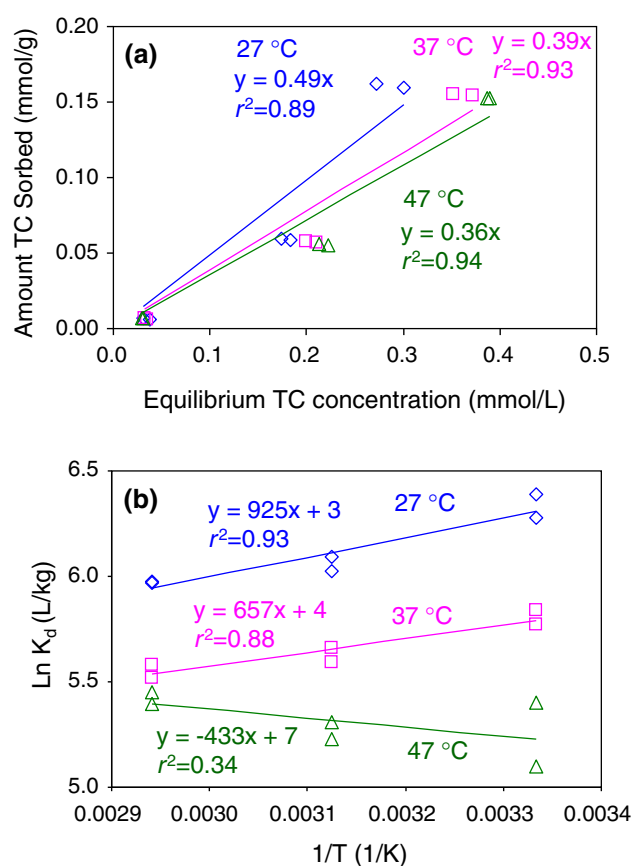 (a)
27 °C
y = 0.49x
r²=0.89
37 °C
y = 0.39x
r²=0.93
47 °C
y = 0.36x
r²=0.94
Amount TC Sorbed (mmol/g)
0.20
0.15
0.10
0.05
0.00
0.0
0.1
0.2
0.3
0.4
0.5
Equilibrium TC concentration (mmol/L)
(b)
y = 925x + 3
r²=0.93
27 °C
y = 657x + 4
r²=0.88
37 °C
y = -433x + 7
r²=0.34
47 °C
Ln Kd (L/kg)
6.5
6.0
5.5
5.0
0.0029
0.0030
0.0031
0.0032
0.0033
0.0034
1/T (1/K)